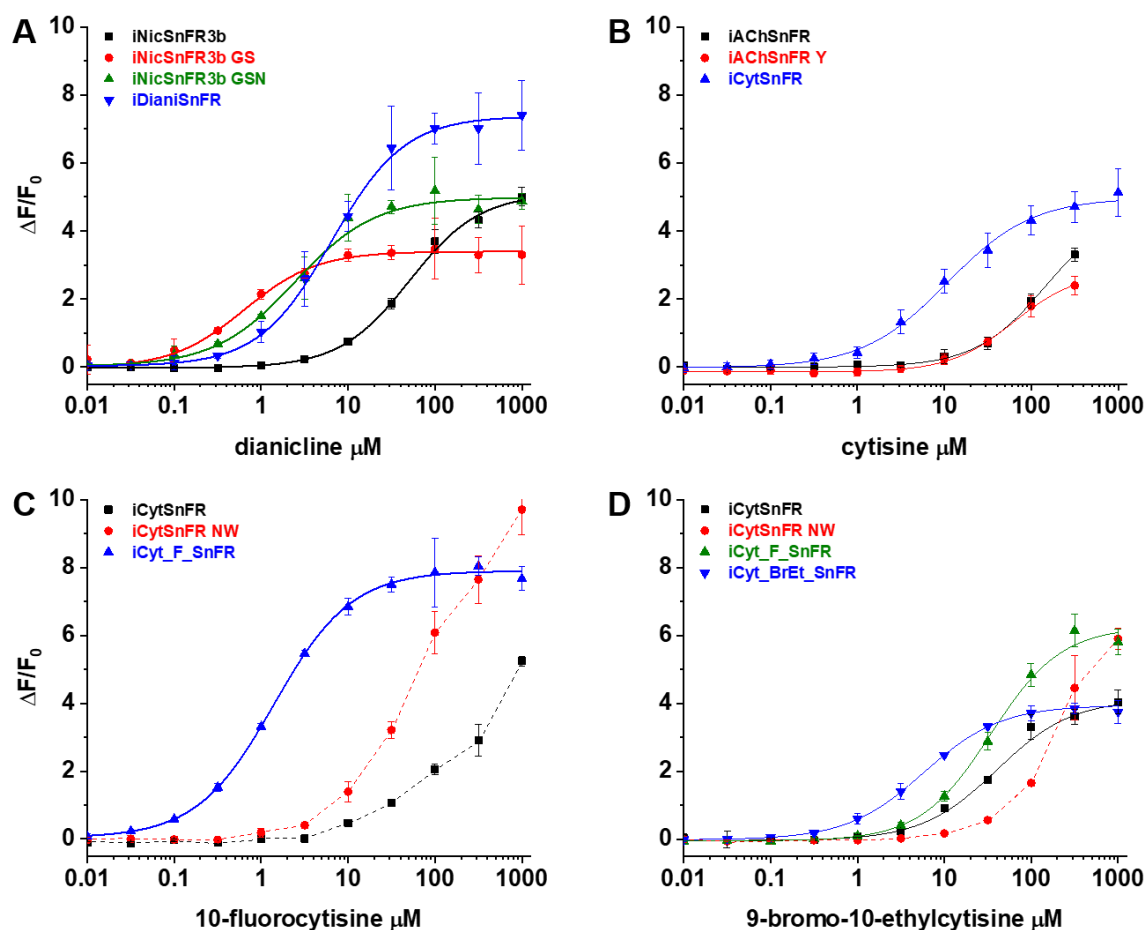 A
iNicSnFR3b
iNicSnFR3b GS
iNicSnFR3b GSN
iDianiSnFR
10
8
6
4
2
0
ΔF/F0
0.01 0.1 1 10 100 1000
dianicline μM
B
iAChSnFR
iAChSnFR Y
iCytSnFR
10
8
6
4
2
0
0.01 0.1 1 10 100 1000
cytisine μM
C
iCytSnFR
iCytSnFR NW
iCyt_F_SnFR
10
8
6
4
2
0
ΔF/F0
0.01 0.1 1 10 100 1000
10-fluorocytisine μM
D
iCytSnFR
iCytSnFR NW
iCyt_F_SnFR
iCyt_BrEt_SnFR
10
8
6
4
2
0
0.01 0.1 1 10 100 1000
9-bromo-10-ethylcytisine μM